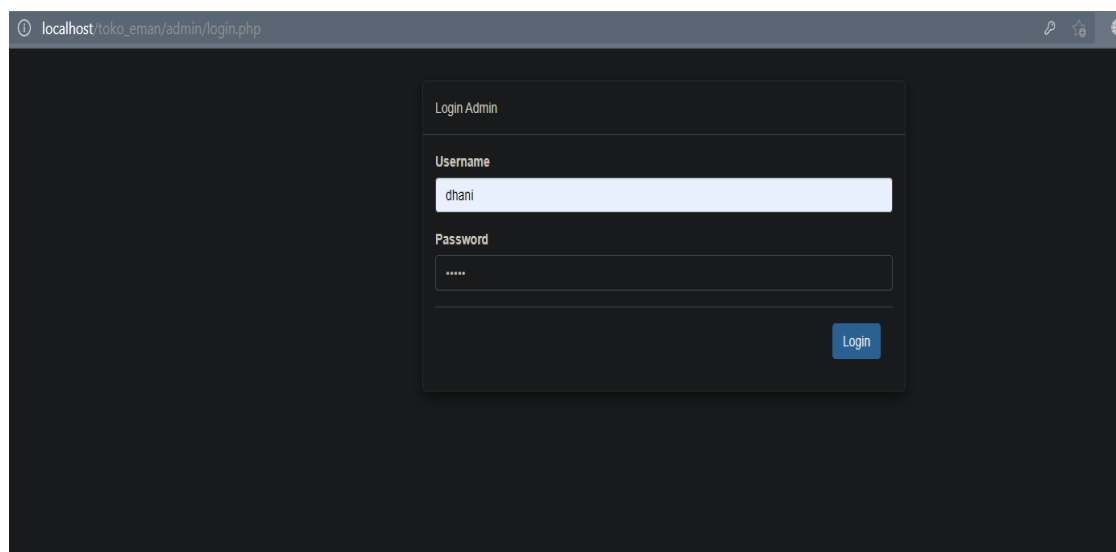 localhost/toko_eman/admin/login.php
Login Admin
Username
dhani
Password
•••••
Login